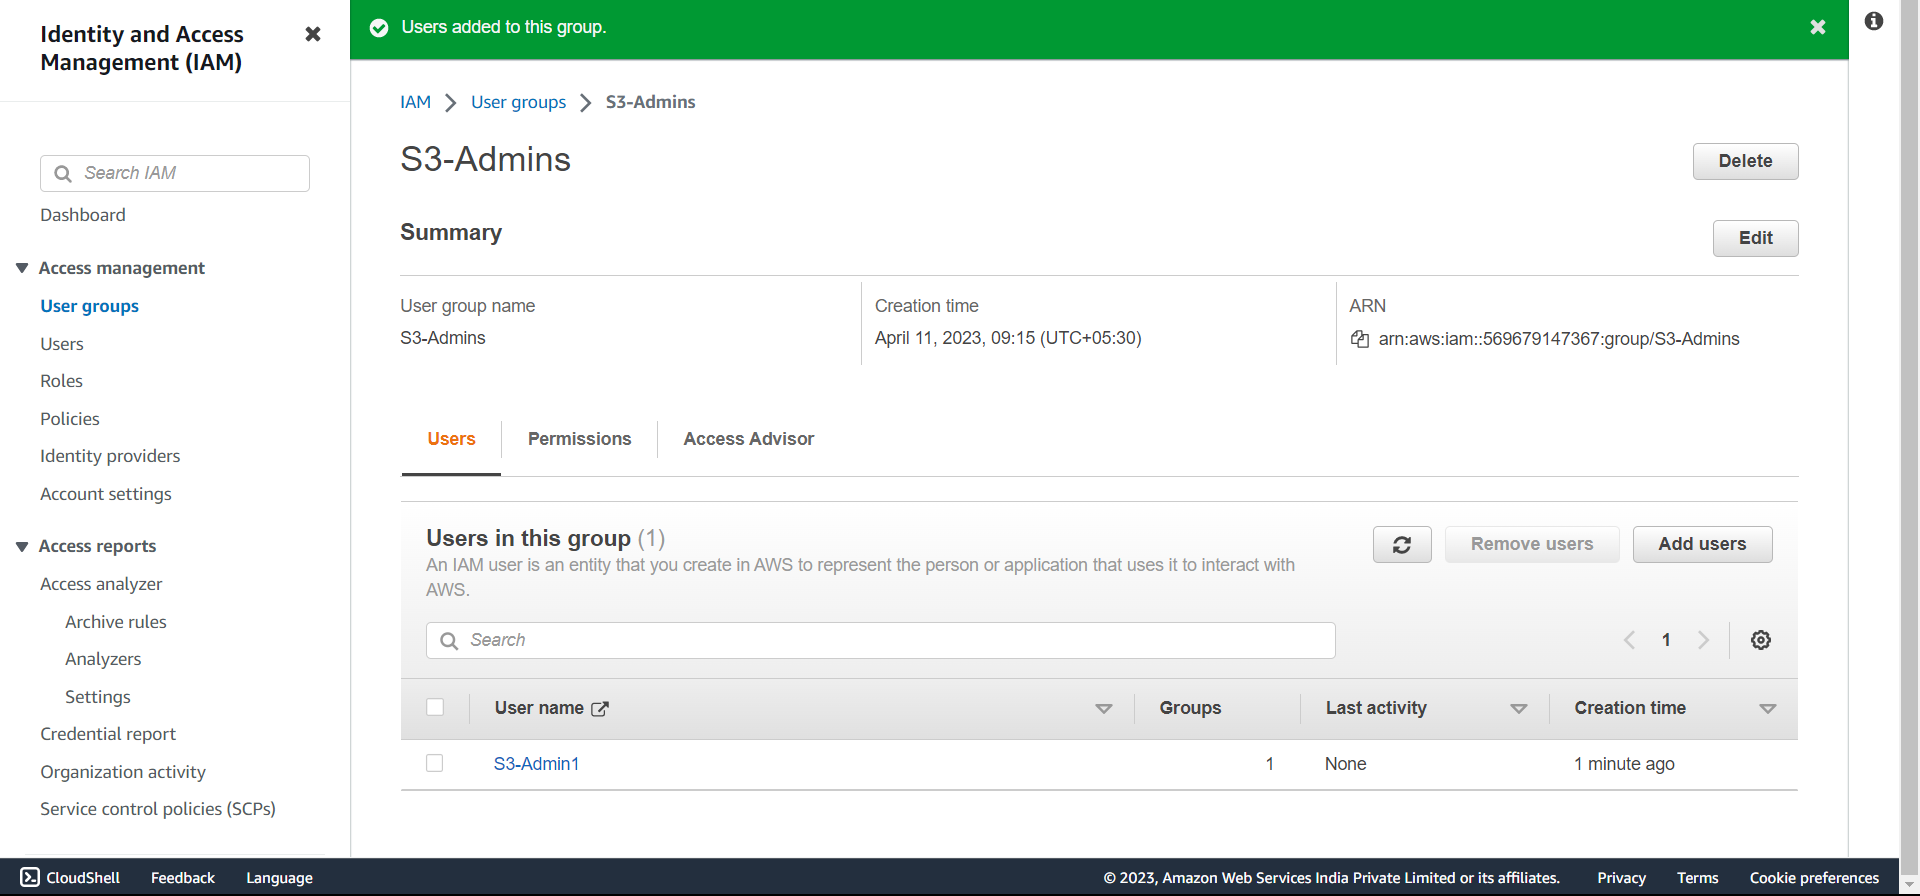 Identity and Access
Management (IAM)
Search IAM
Dashboard
Access management
User groups
Users
Roles
Policies
Identity providers
Account settings
Access reports
Access analyzer
Archive rules
Analyzers
Settings
Credential report
Organization activity
Service control policies (SCPs)
Users added to this group.
IAM User groups S3-Admins
S3-Admins
Delete
Summary
Edit
User group name Creation time ARN
S3-Admins April 11, 2023, 09:15 (UTC+05:30) arn:aws:iam::569679147367:group/S3-Admins
Users Permissions Access Advisor
Users in this group (1)
Remove users Add users
An IAM user is an entity that you create in AWS to represent the person or application that uses it to interact with
AWS.
Search
1
User name Groups Last activity Creation time
S3-Admin1 1 None 1 minute ago
CloudShell Feedback Language © 2023, Amazon Web Services India Private Limited or its affiliates. Privacy Terms Cookie preferences